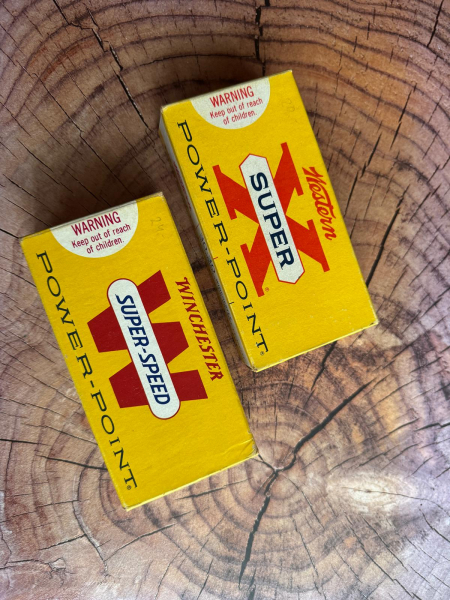 WARNING
Keep out of reach
of children.
POWER-POINT®
SUPER
X
Western
®
WARNING
Keep out of reach
of children.
29
POWER-POINT®
SUPER-SPEED
W
WINCHESTER